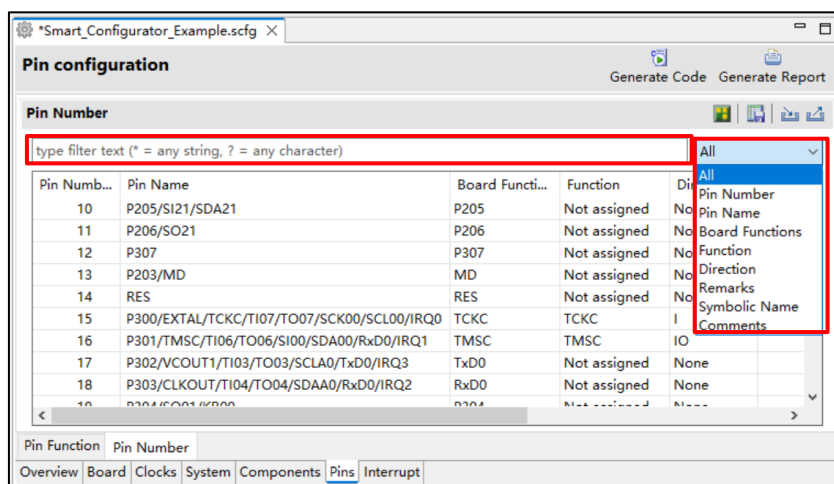 *Smart_Configurator_Example.scfg
Pin configuration
Generate Code Generate Report
Pin Number
type filter text (* = any string, ? = any character) All
All
Pin Number
Pin Name
Board Functions
Function
Direction
Remarks
Symbolic Name
Comments
Pin Numb... Pin Name Board Functi... Function Di
10 P205/SI21/SDA21 P205 Not assigned No
11 P206/SO21 P206 Not assigned No
12 P307 P307 Not assigned No
13 P203/MD MD Not assigned No
14 RES RES Not assigned No
15 P300/EXTAL/TCKC/TI07/TO07/SCK00/SCL00/IRQ0 TCKC TCKC I
16 P301/TMSC/TI06/TO06/SI00/SDA00/RxD0/IRQ1 TMSC TMSC IO
17 P302/VCOUT1/TI03/TO03/SCLA0/TxD0/IRQ3 TxD0 Not assigned None
18 P303/CLKOUT/TI04/TO04/SDAA0/RxD0/IRQ2 RxD0 Not assigned None
Pin Function Pin Number
Overview Board Clocks System Components Pins Interrupt